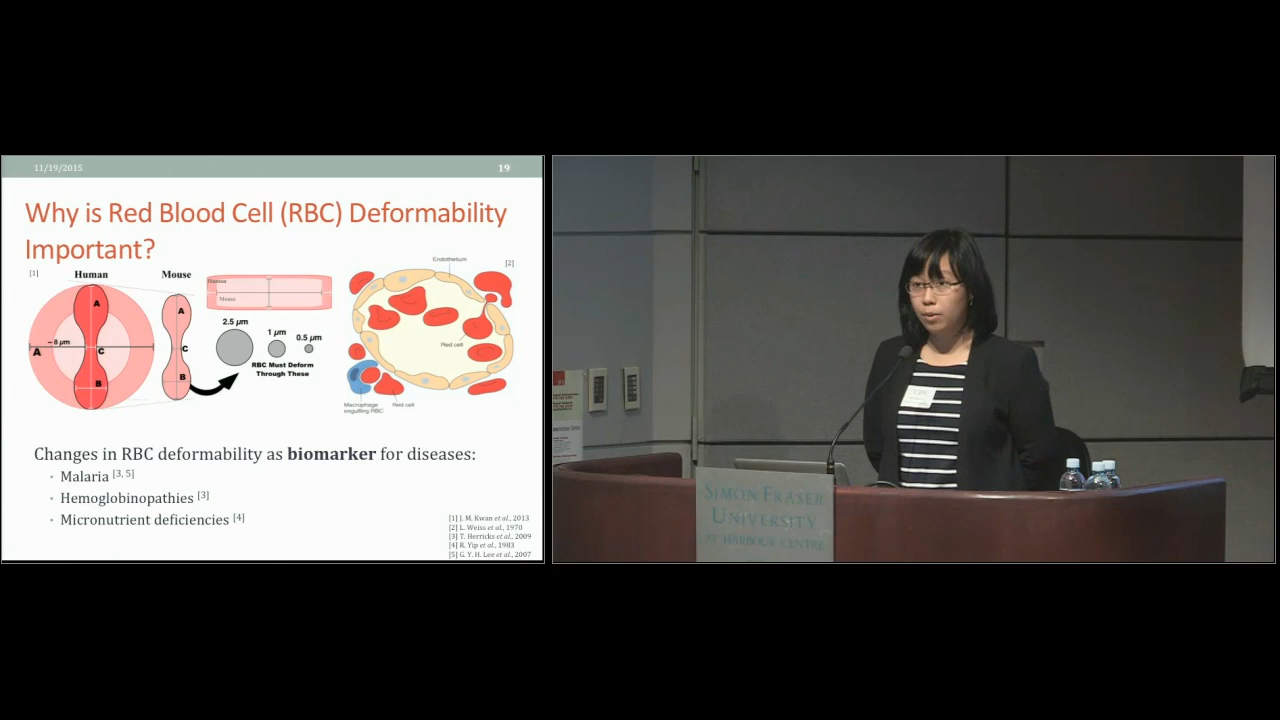 11/19/2015
19
Why is Red Blood Cell (RBC) Deformability
Important?
[1]
Human
Mouse
A
B
C
~ 8 µm
A
A
C
B
Human
Mouse
2.5 µm
1 µm
0.5 µm
RBC Must Deform
Through These
[2]
Endothelium
Red cell
Macrophage
engulfing RBC
Red cell
Changes in RBC deformability as biomarker for diseases:
• Malaria [3, 5]
• Hemoglobinopathies [3]
• Micronutrient deficiencies [4]
[1] J. M. Kwan et al., 2013
[2] L. Weiss et al., 1970
[3] T. Herricks et al., 2009
[4] R. Yip et al., 1983
[5] G. Y. H. Lee et al., 2007
SIMON FRASER
UNIVERSITY
AT HARBOUR CENTRE